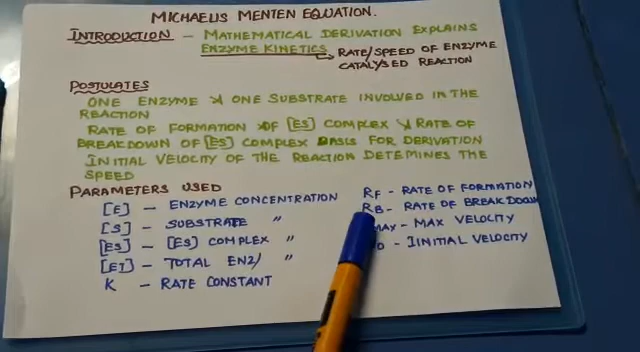 MICHAELIS MENTEN EQUATION.
INTRODUCTION - MATHEMATICAL DERIVATION EXPLAINS
ENZYME KINETICS → RATE/SPEED OF ENZYME
CATALYSED REACTION
POSTULATES
ONE ENZYME & ONE SUBSTRATE INVOLVED IN THE
REACTION
RATE OF FORMATION OF [ES] COMPLEX & RATE OF
BREAKDOWN OF [ES] COMPLEX BASIS FOR DERIVATION
INITIAL VELOCITY OF THE REACTION DETEMINES THE
SPEED
PARAMETERS USED
[E] - ENZYME CONCENTRATION
[S] - SUBSTRATE "
[ES] - [ES] COMPLEX "
[ET] - TOTAL ENZ/ "
K - RATE CONSTANT
RF - RATE OF FORMATION
RB - RATE OF BREAKDOWN
MAX - MAX VELOCITY
O - INITIAL VELOCITY